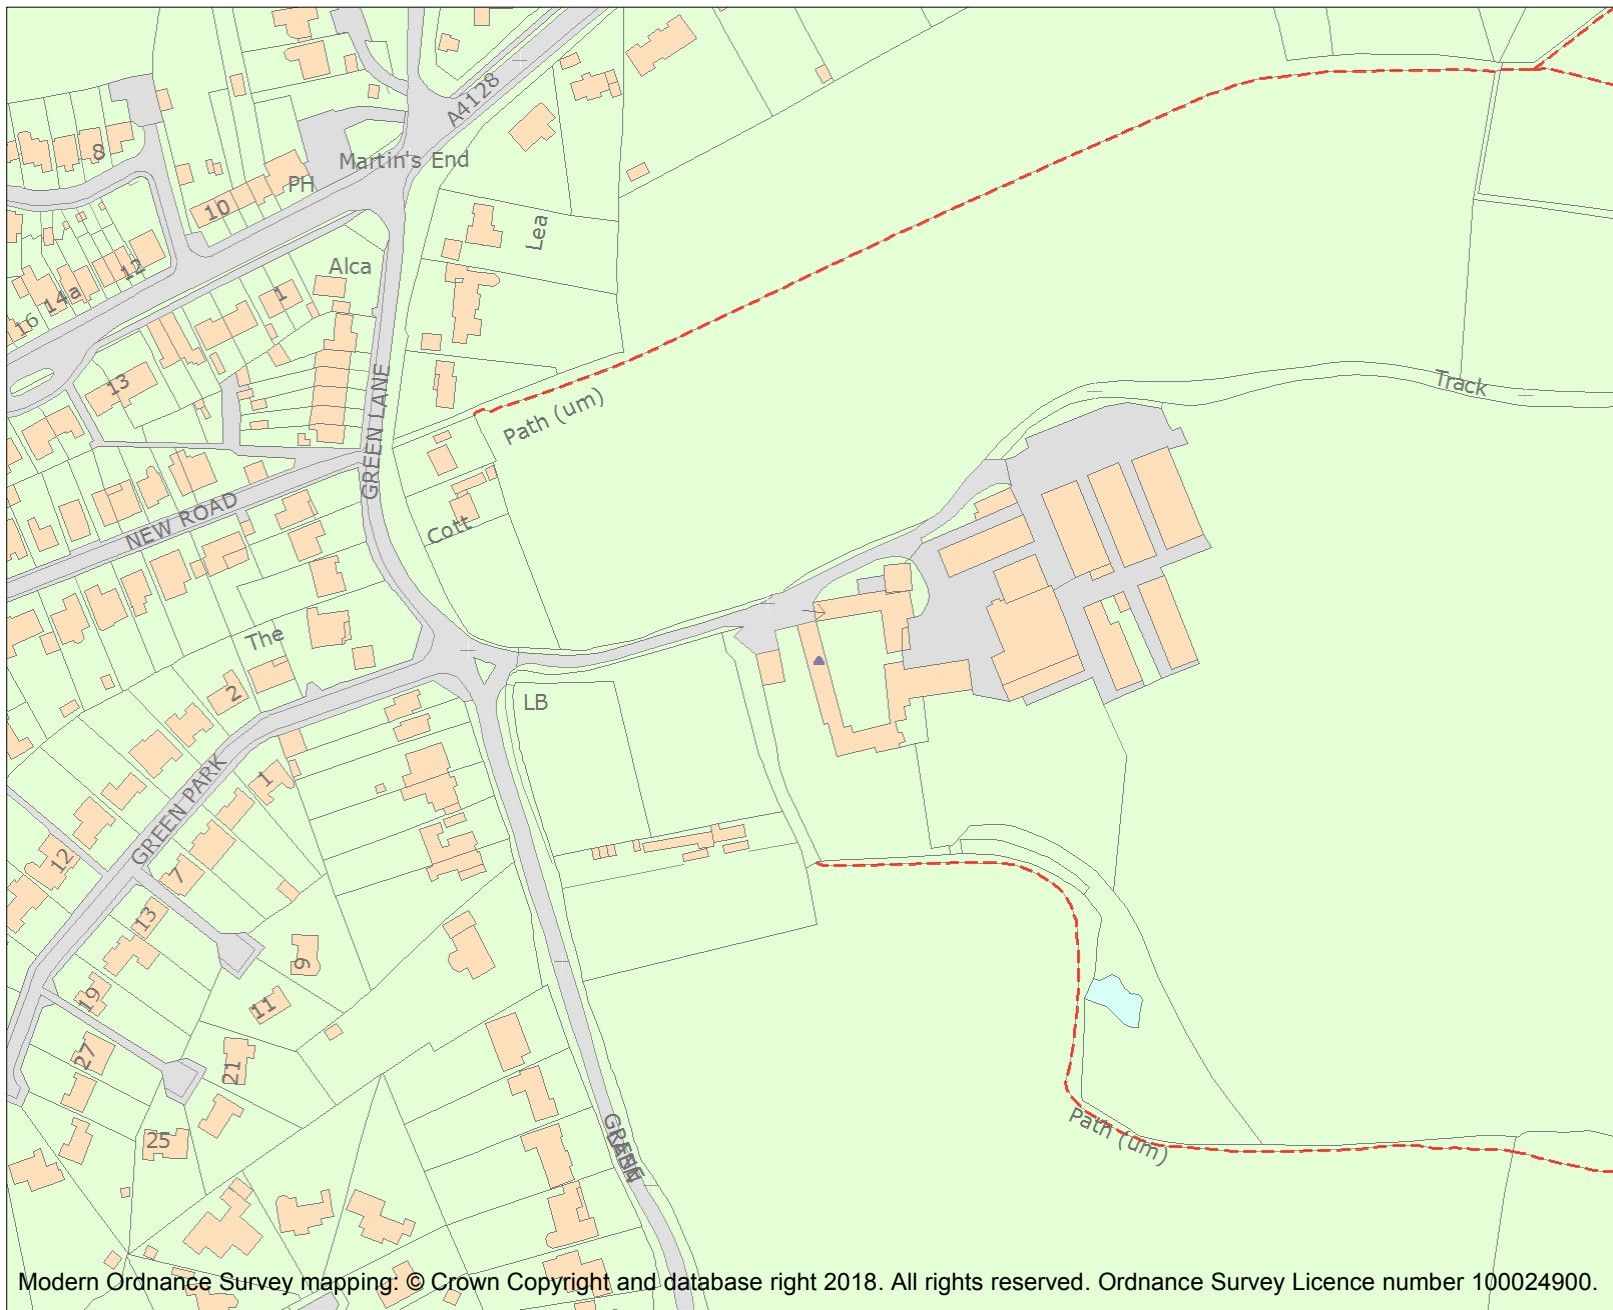 A4128
Martin's End
8
PH
10
Lea
12
Alca
14a
1
16
13
Track
GREEN LANE
Path (um)
NEW ROAD
Cott
The
2
LB
GREEN PARK
1
12
7
13
9
19
11
27
21
GREEN
LANE
Path (um)
25
Modern Ordnance Survey mapping: © Crown Copyright and database right 2018. All rights reserved. Ordnance Survey Licence number 100024900.